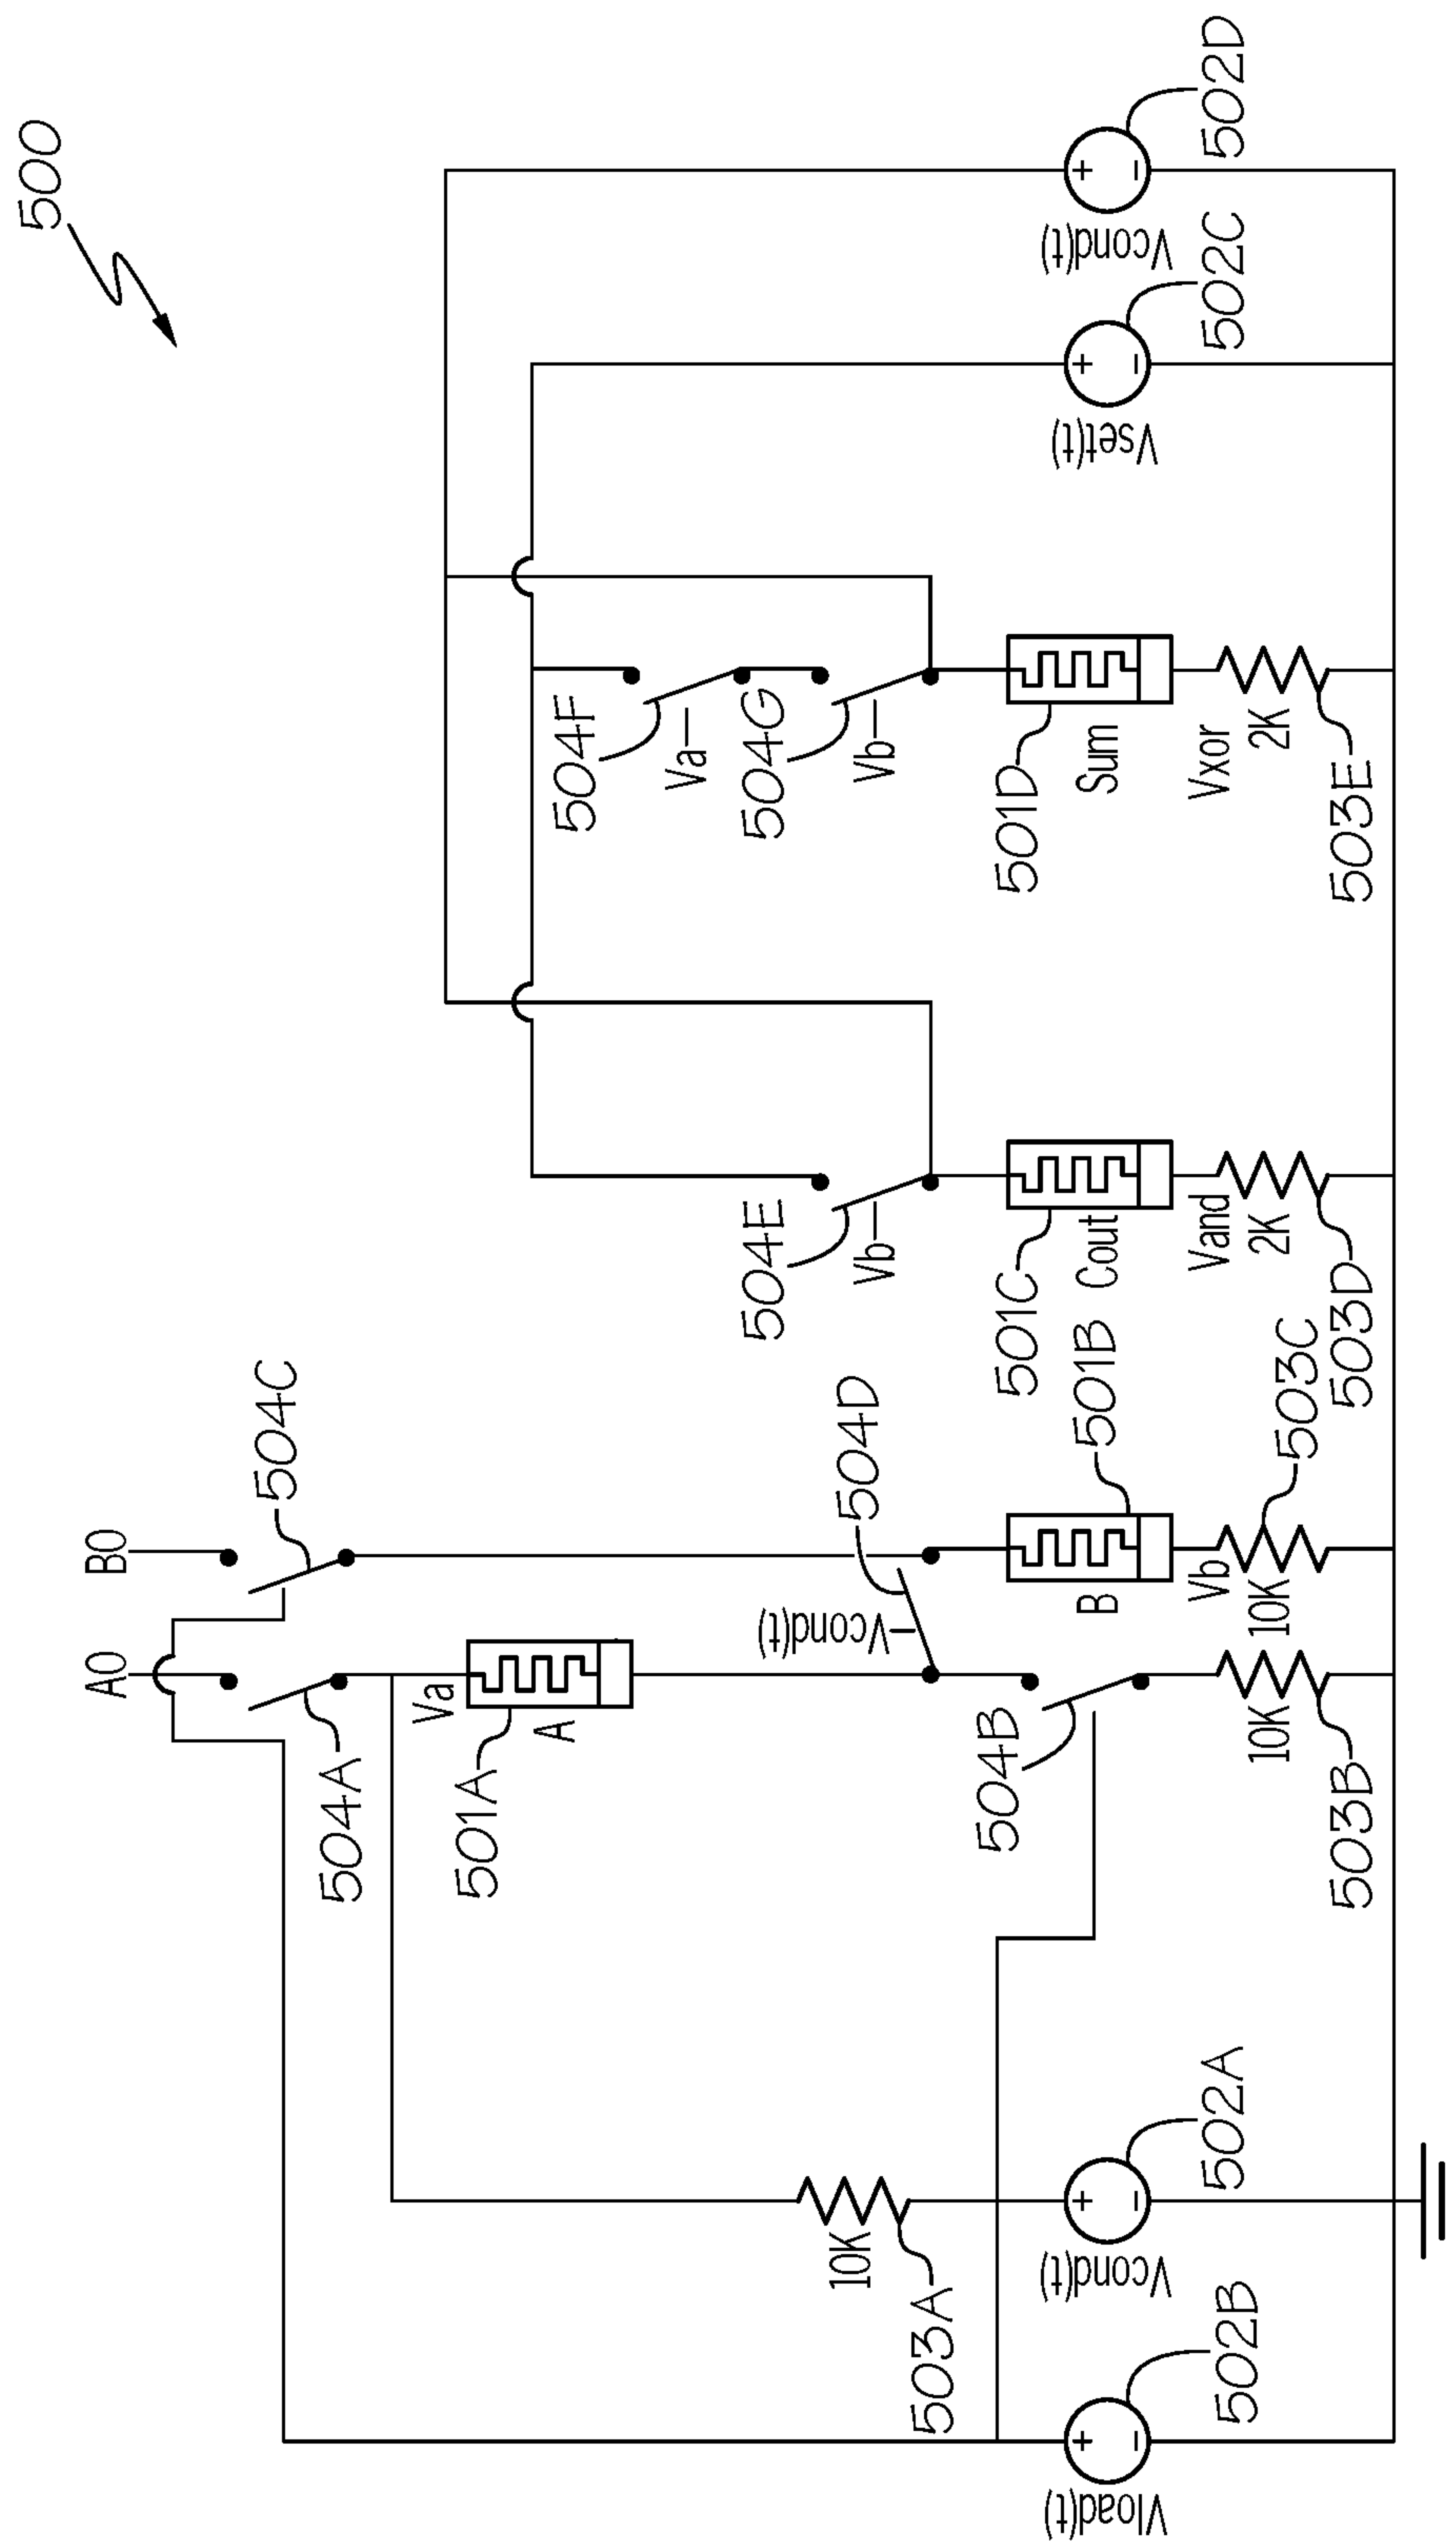 500
A0
B0
504C
504A
Va
A
501A
504D
Vcond(t)
504B
B
501B
Vb
10K
503C
10K
503B
10K
503A
Vload(t)
502B
Vcond(t)
502A
504E
Vb
501C
Cout
Vand
2K
503D
504F
Va
504G
Vb
501D
Sum
Vxor
2K
503E
Vset(t)
502C
Vcond(t)
502D
+
−
+
−
+
−
+
−